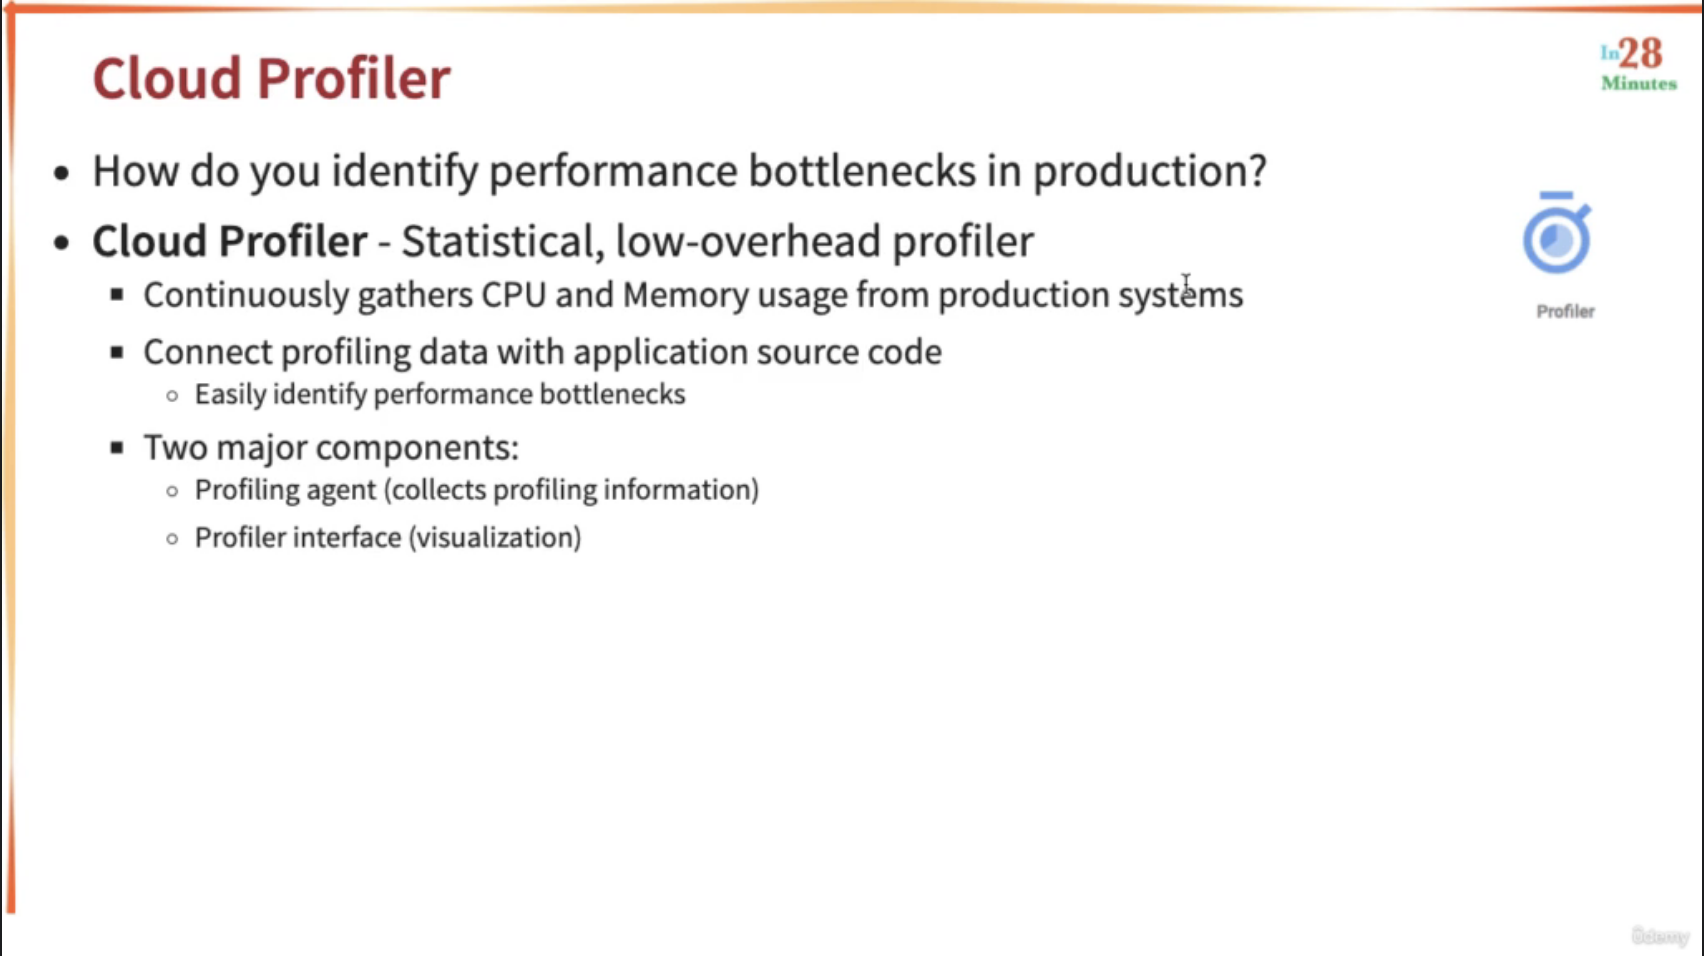 Cloud Profiler
In28
Minutes
• How do you identify performance bottlenecks in production?
• Cloud Profiler - Statistical, low-overhead profiler
▪ Continuously gathers CPU and Memory usage from production systems
Profiler
▪ Connect profiling data with application source code
○ Easily identify performance bottlenecks
▪ Two major components:
○ Profiling agent (collects profiling information)
○ Profiler interface (visualization)
ûdemy